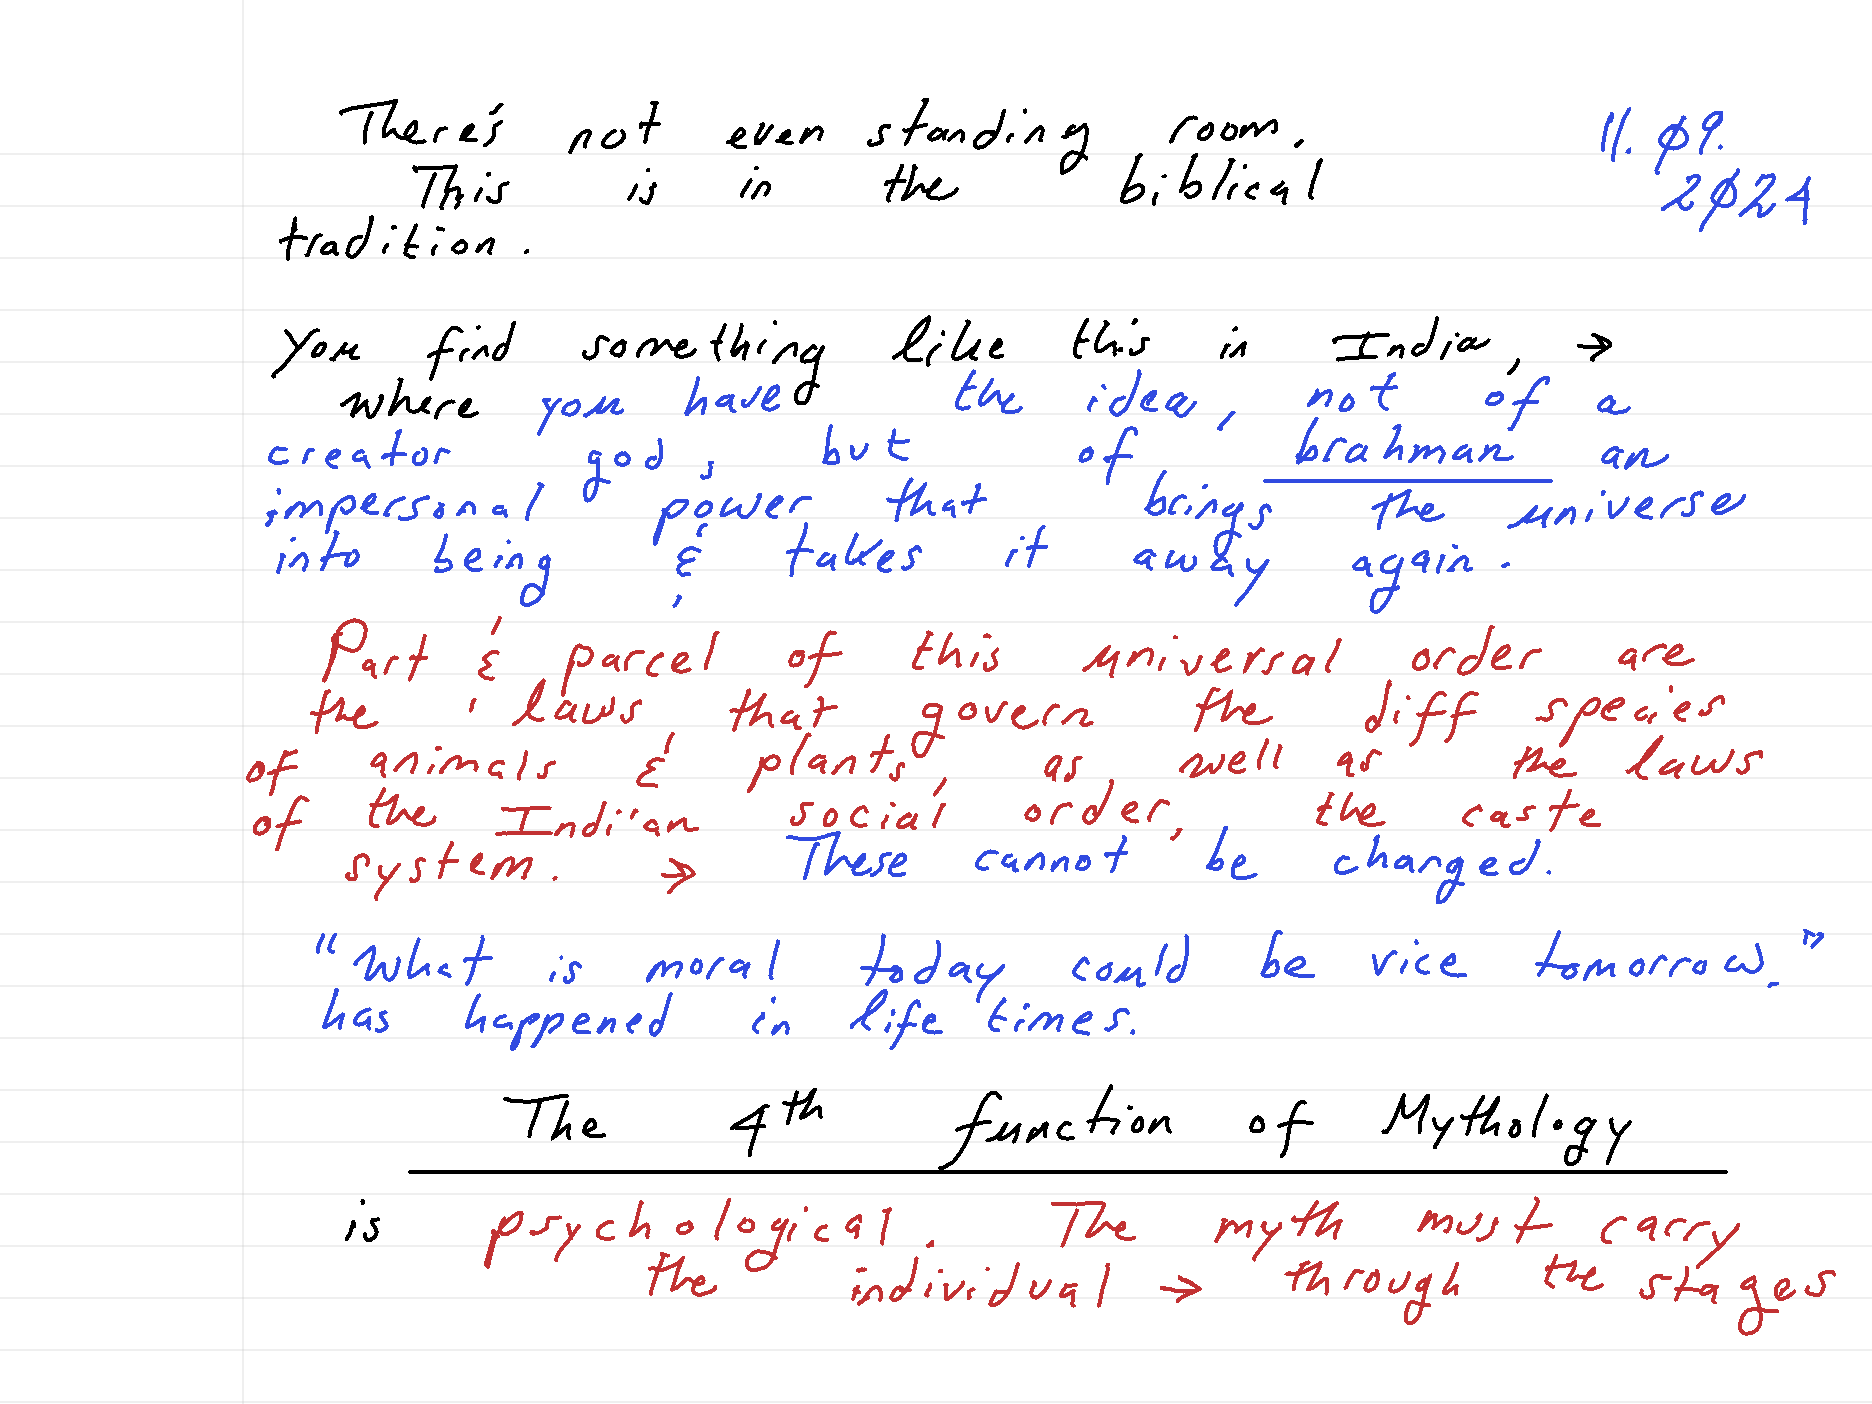 There's not even standing room. 11. ø9.
This is in the biblical 2ø24
tradition.
You find something like this in India, →
where you have the idea, not of a
creator god, but of brahman an
impersonal power that brings the universe
into being & takes it away again.
Part & parcel of this universal order are
the laws that govern the diff species
of animals & plants, as well as the laws
of the Indian social order, the caste
system. → These cannot be changed.
"What is moral today could be vice tomorrow."
has happened in life times.
The 4th function of Mythology
is psychological. The myth must carry
the individual → through the stages